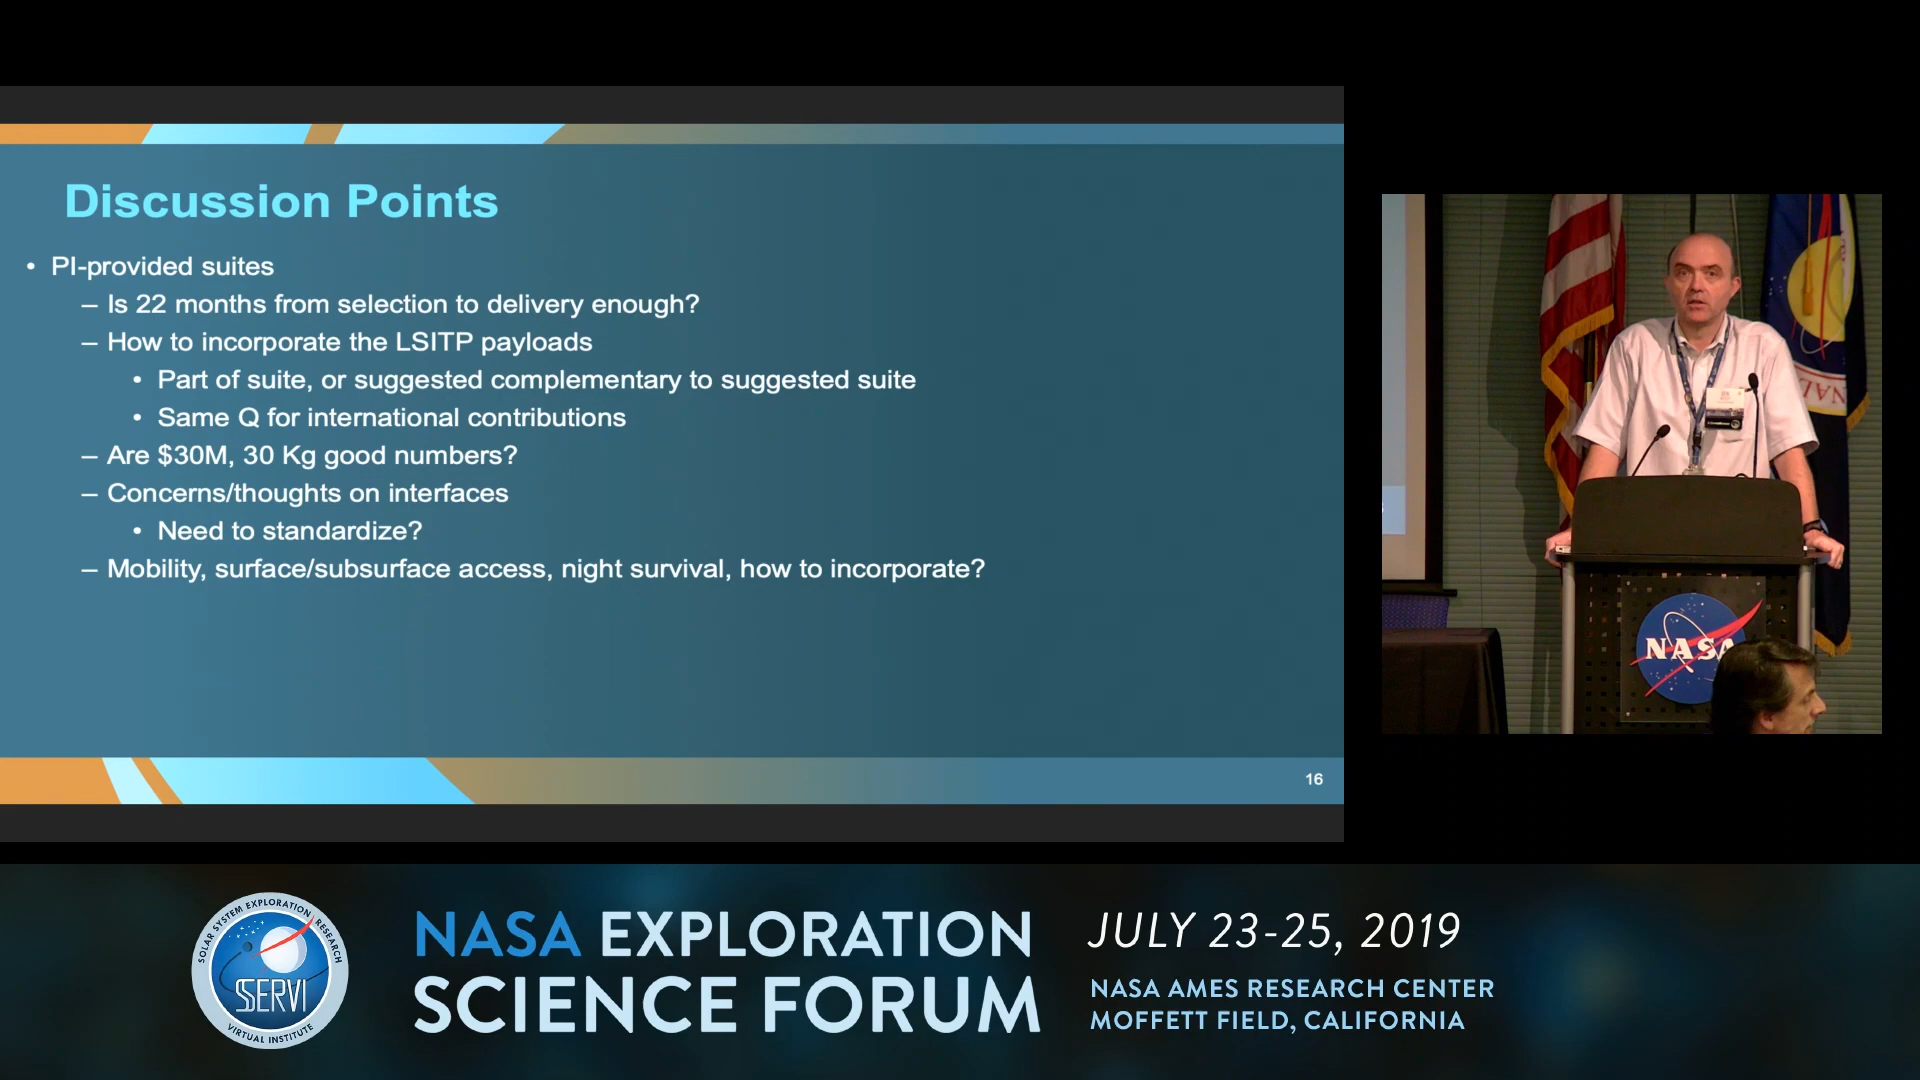 Discussion Points
• PI-provided suites
– Is 22 months from selection to delivery enough?
– How to incorporate the LSITP payloads
• Part of suite, or suggested complementary to suggested suite
• Same Q for international contributions
– Are $30M, 30 Kg good numbers?
– Concerns/thoughts on interfaces
• Need to standardize?
– Mobility, surface/subsurface access, night survival, how to incorporate?
16
NASA
SOLAR SYSTEM EXPLORATION RESEARCH
SSERVI
VIRTUAL INSTITUTE
NASA EXPLORATION
SCIENCE FORUM
JULY 23-25, 2019
NASA AMES RESEARCH CENTER
MOFFETT FIELD, CALIFORNIA